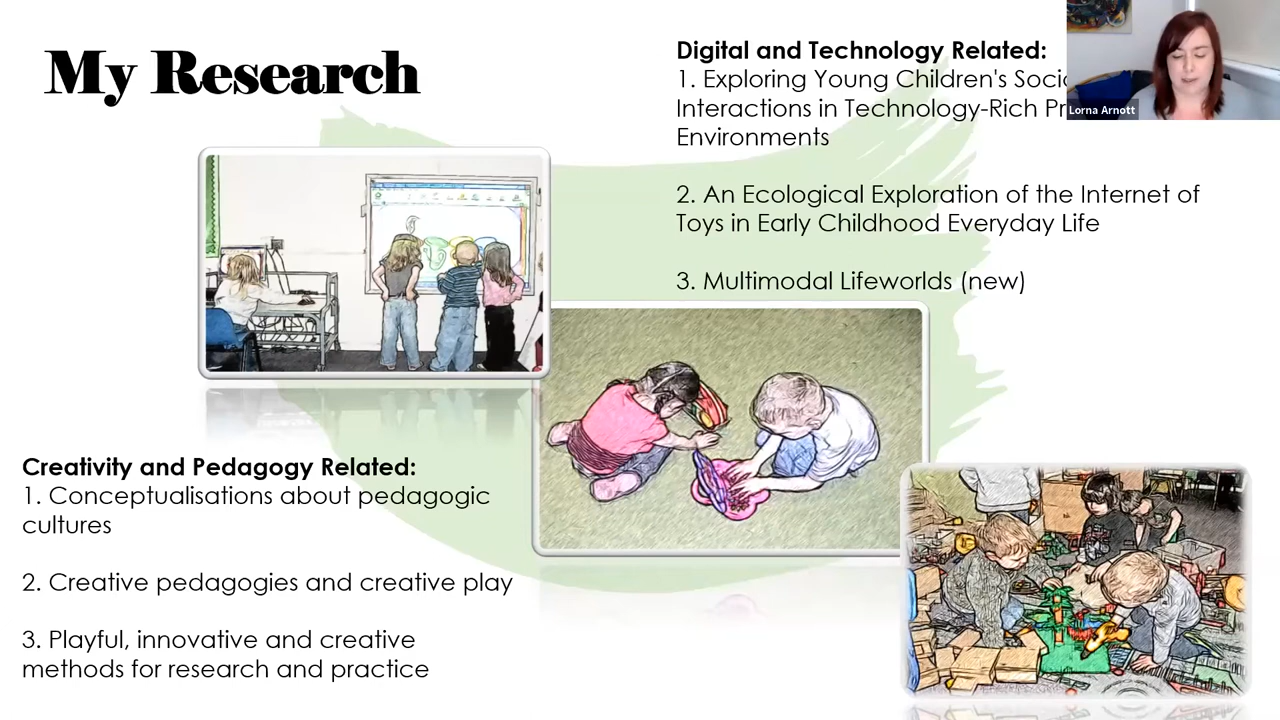 My Research
Digital and Technology Related:
1. Exploring Young Children's
Interactions in Technology-Rich
Environments
2. An Ecological Exploration of the Internet of
Toys in Early Childhood Everyday Life
3. Multimodal Lifeworlds (new)
Lorna Arnott
Creativity and Pedagogy Related:
1. Conceptualisations about pedagogic
cultures
2. Creative pedagogies and creative play
3. Playful, innovative and creative
methods for research and practice